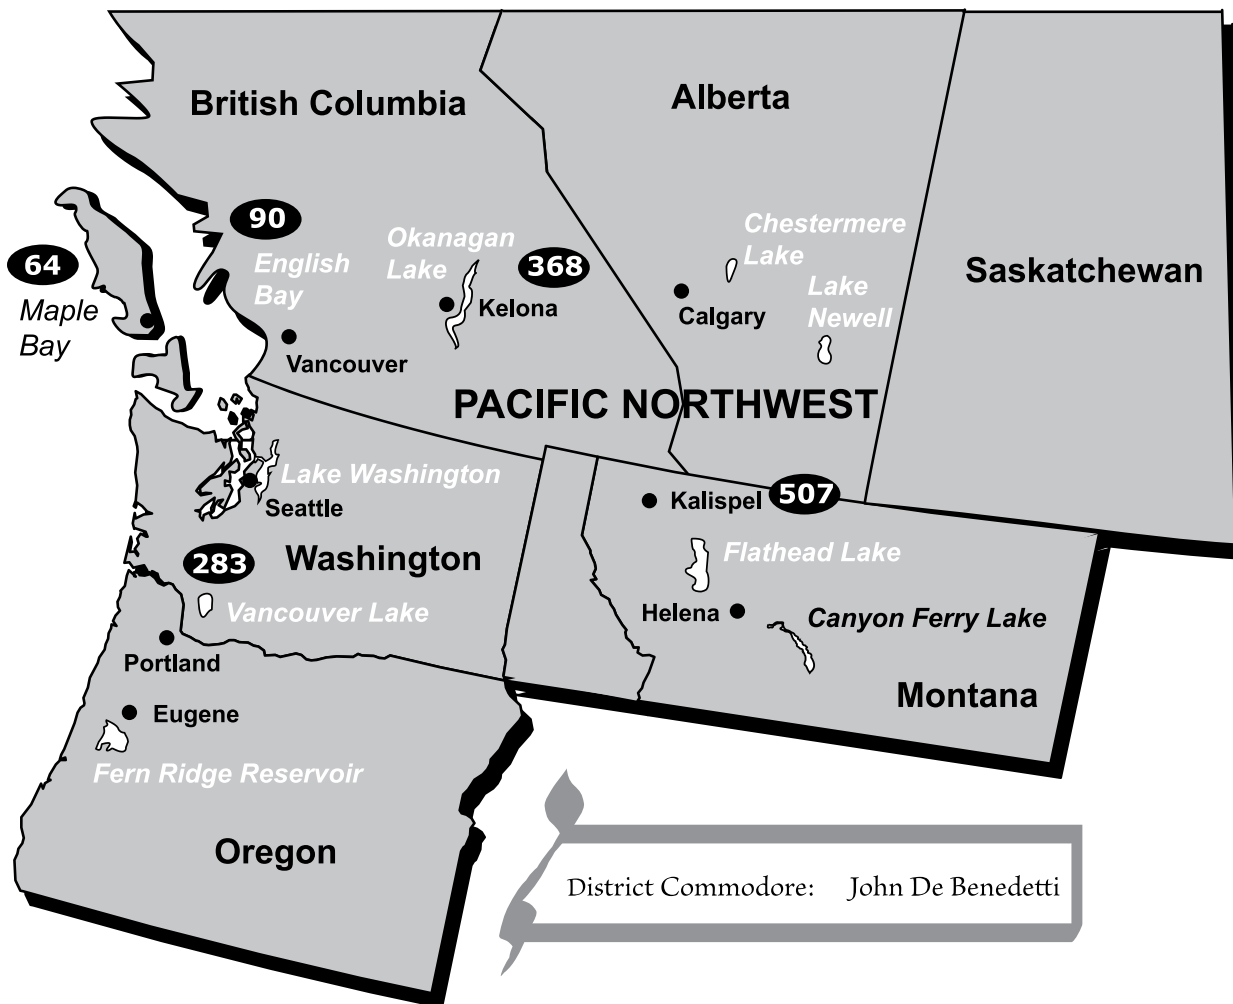 British Columbia
Alberta
90
Chestermere
Lake
Okanagan
Lake
64
English
Bay
368
Saskatchewan
Lake
Newell
Maple
Bay
Kelona
Calgary
Vancouver
PACIFIC NORTHWEST
Lake Washington
Seattle
Kalispel
507
283
Washington
Flathead Lake
Vancouver Lake
Helena
Canyon Ferry Lake
Portland
Montana
Eugene
Fern Ridge Reservoir
Oregon
District Commodore: John De Benedetti